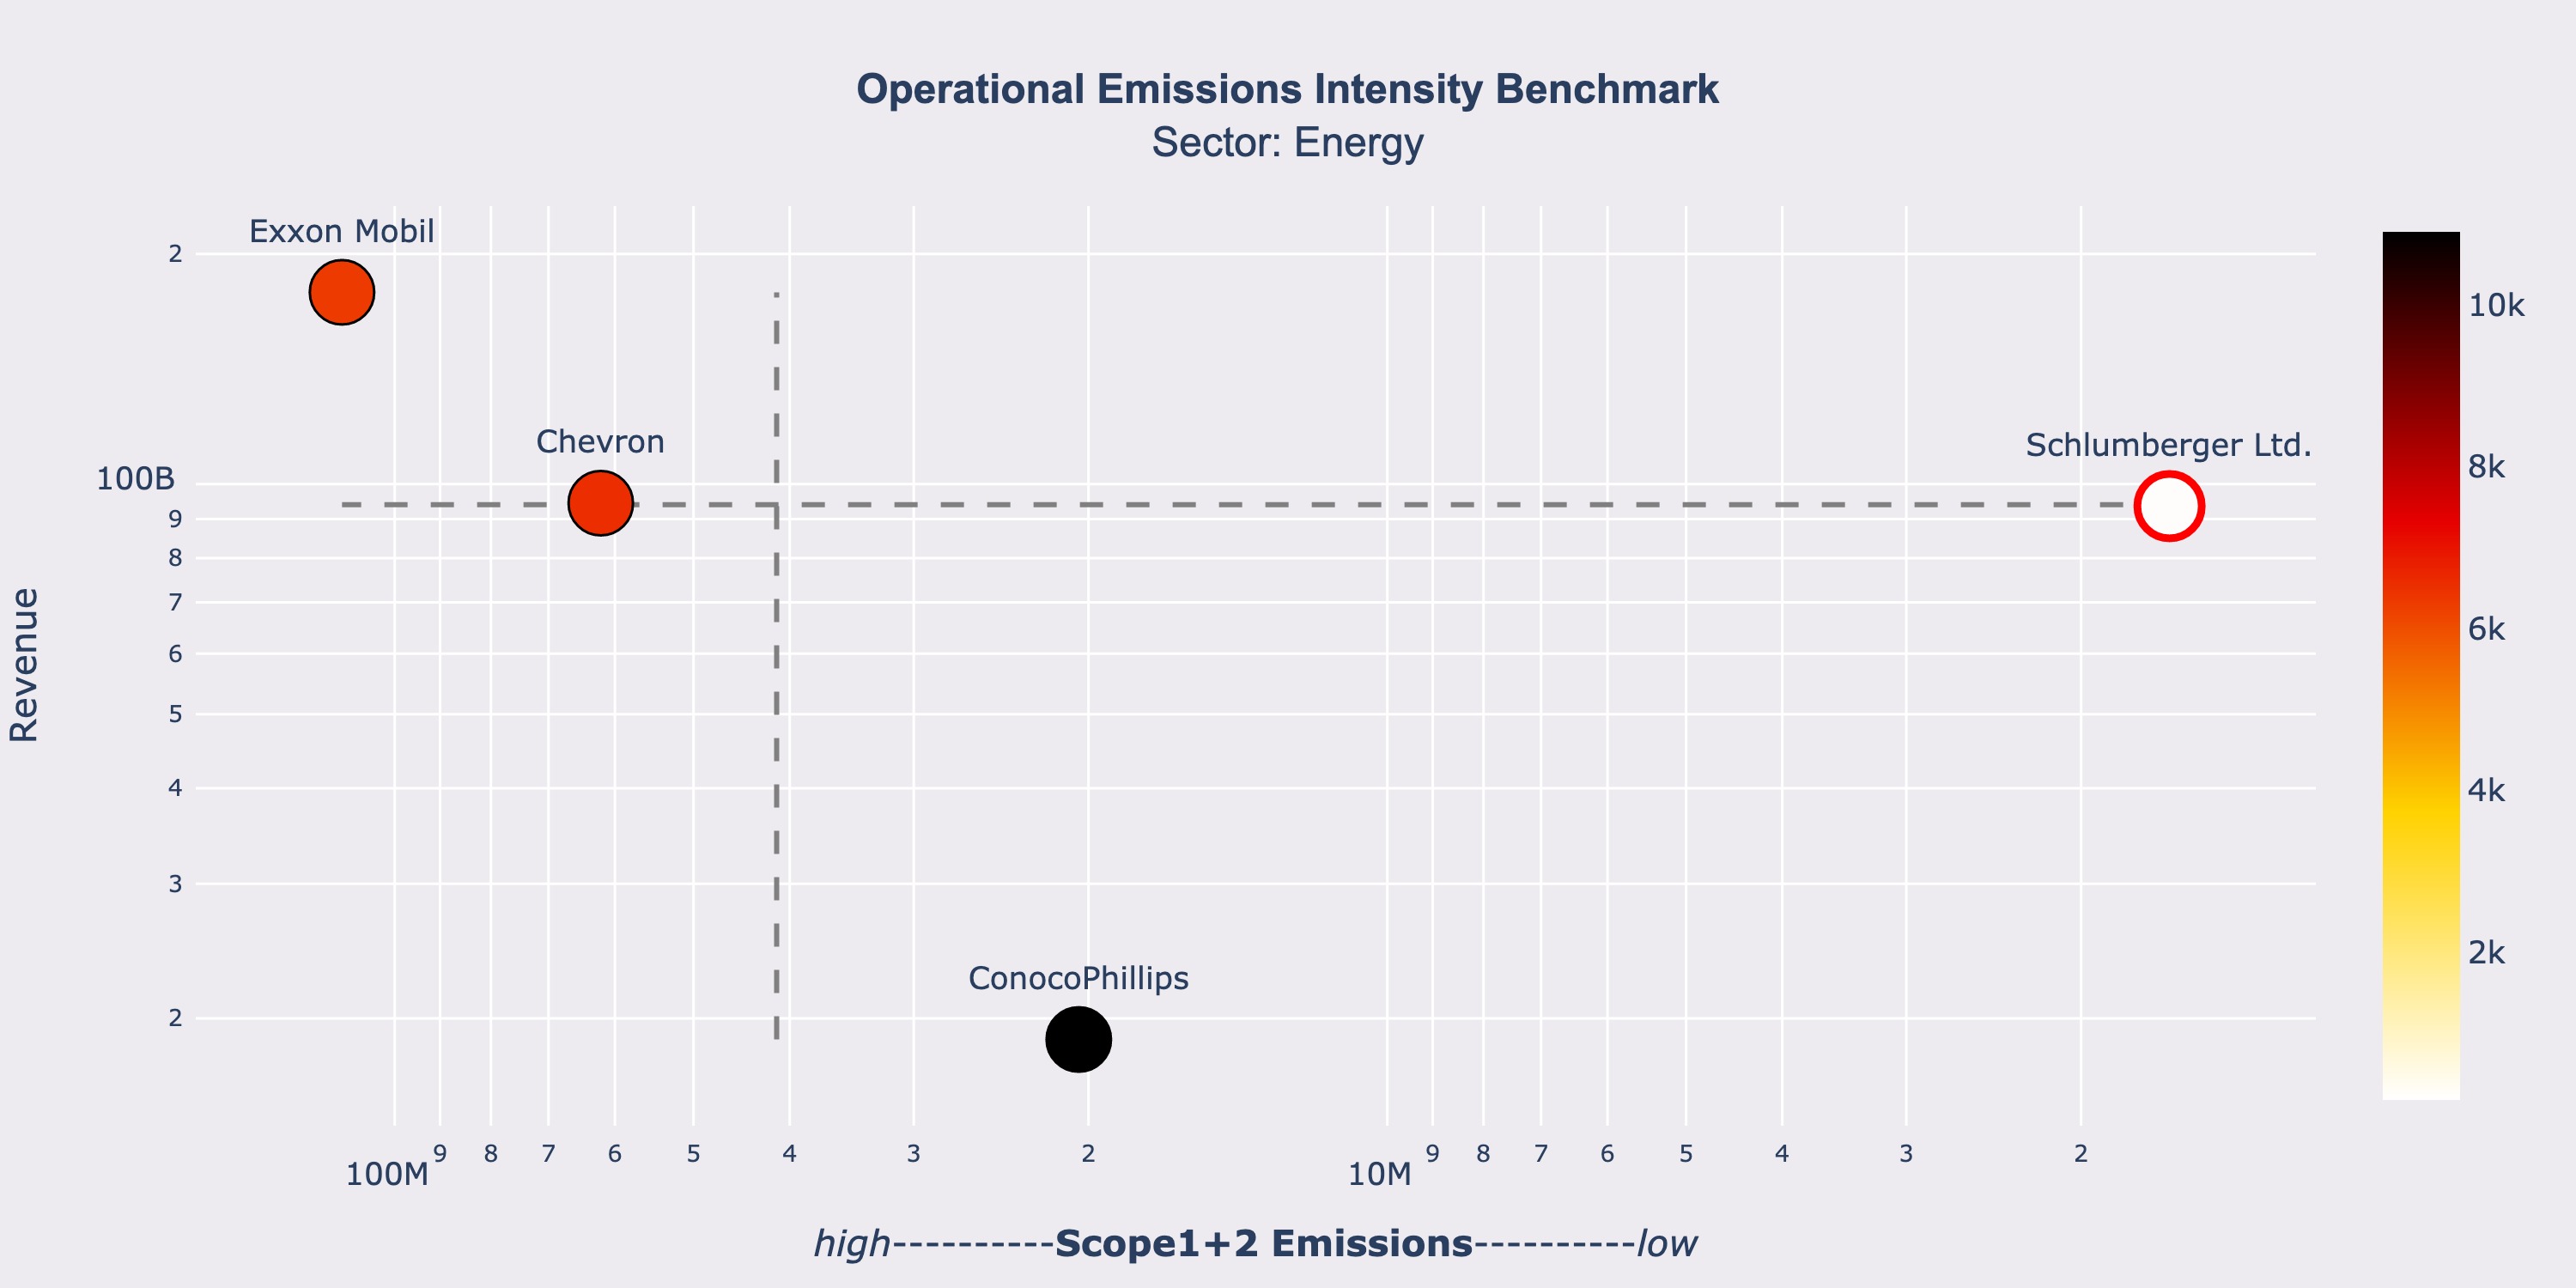 Operational Emissions Intensity Benchmark
Sector: Energy
Exxon Mobil
Chevron
Schlumberger Ltd.
ConocoPhillips
Revenue
2
100B
9
8
7
6
5
4
3
2
100M
9
8
7
6
5
4
3
2
10M
9
8
7
6
5
4
3
2
high----------Scope1+2 Emissions----------low
10k
8k
6k
4k
2k